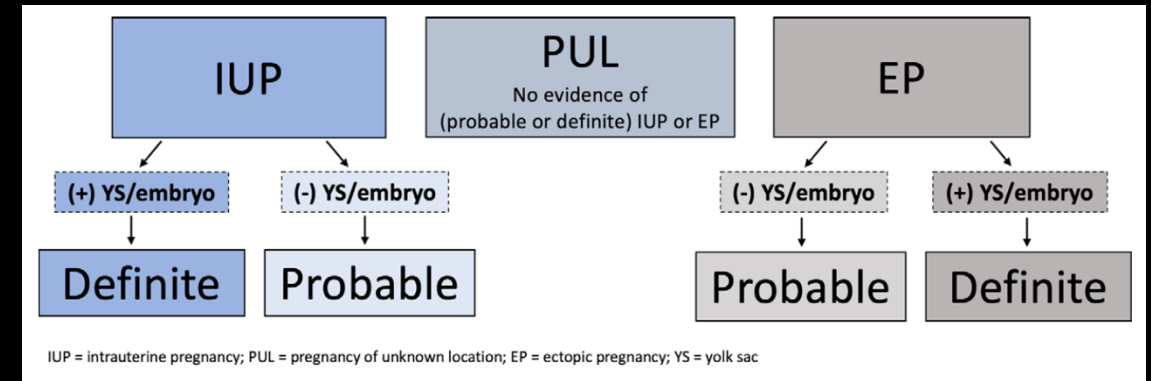 IUP
PUL
No evidence of
(probable or definite) IUP or EP
EP
(+) YS/embryo
(-) YS/embryo
(-) YS/embryo
(+) YS/embryo
Definite
Probable
Probable
Definite
IUP = intrauterine pregnancy; PUL = pregnancy of unknown location; EP = ectopic pregnancy; YS = yolk sac